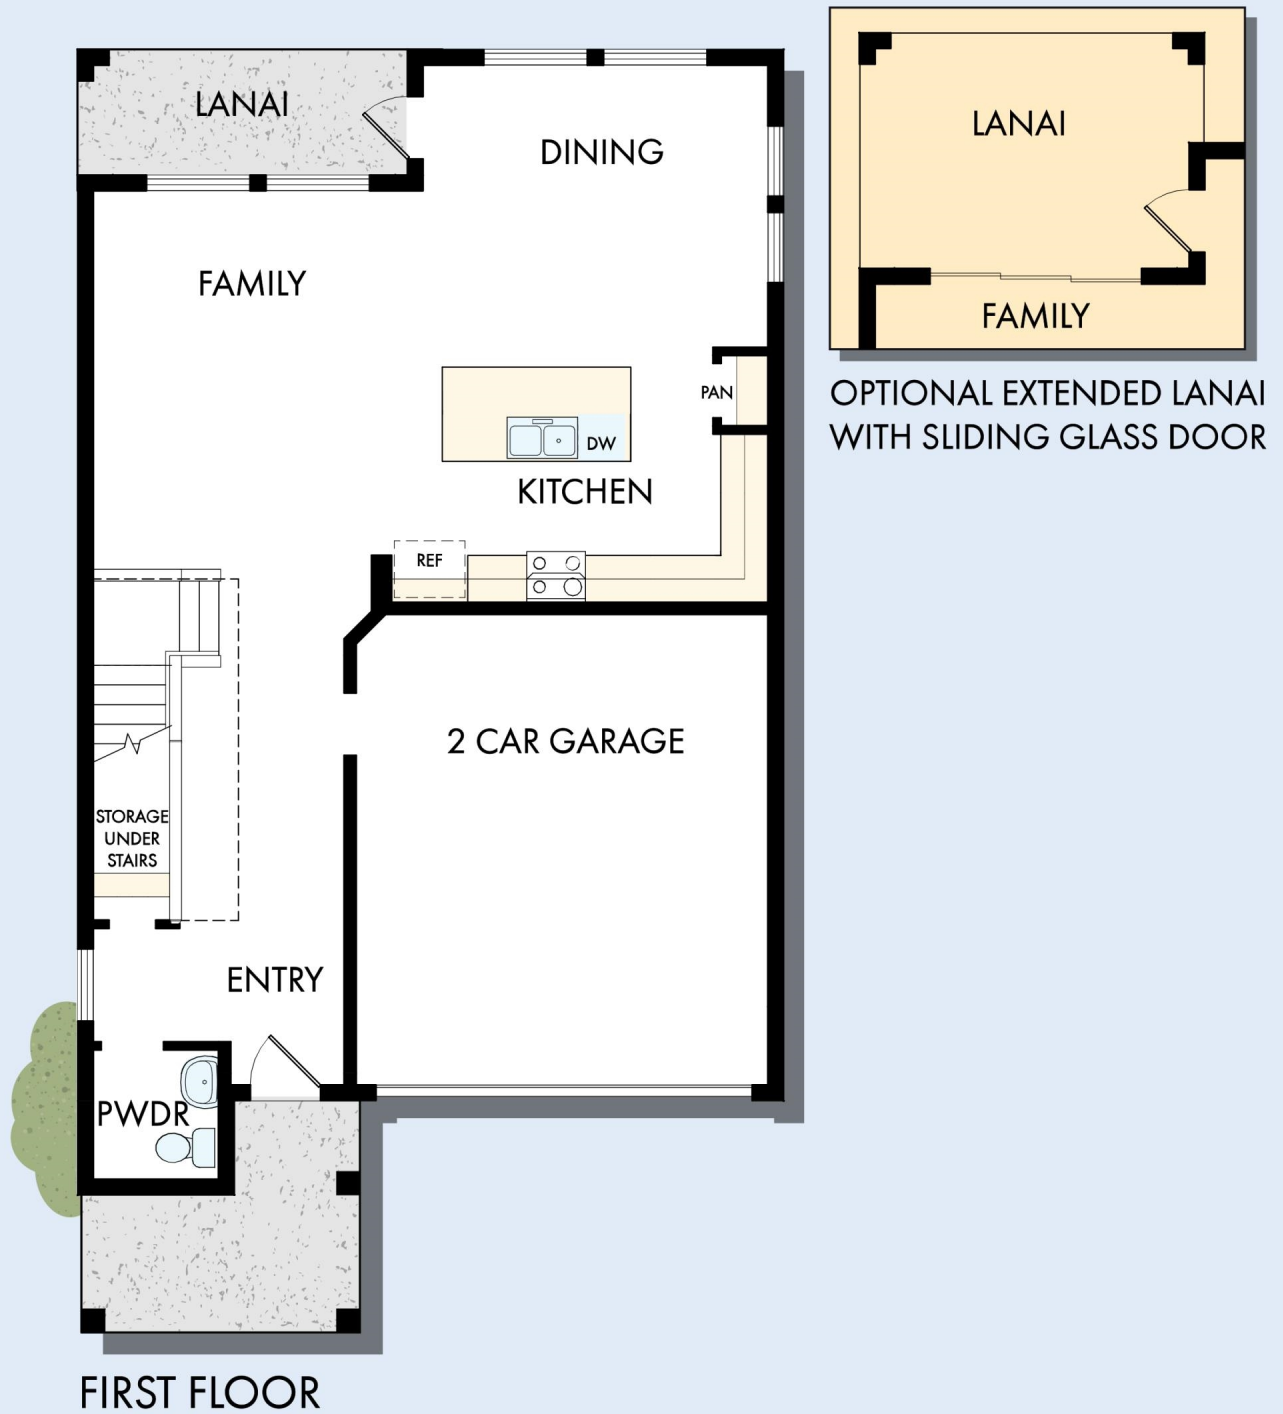 LANAI
DINING
FAMILY
PAN
DW
KITCHEN
REF
2 CAR GARAGE
STORAGE
UNDER
STAIRS
ENTRY
PWDR
FIRST FLOOR
LANAI
FAMILY
OPTIONAL EXTENDED LANAI
WITH SLIDING GLASS DOOR